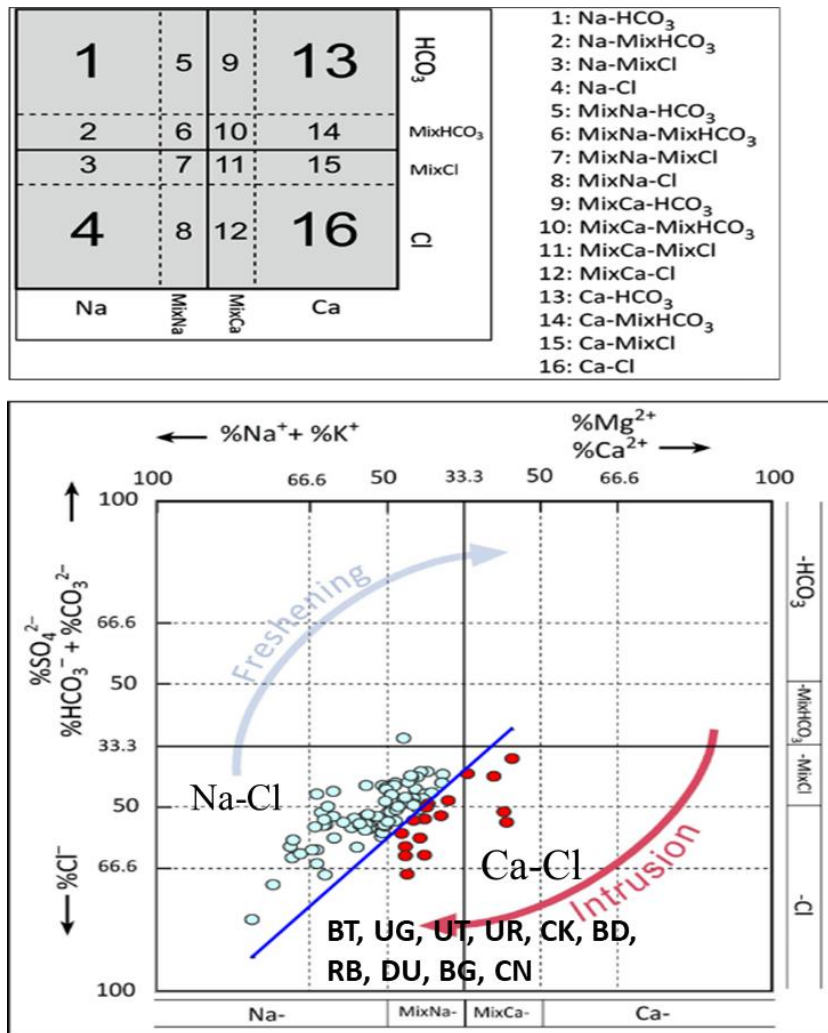 1
5
9
13
HCO₃
2
6
10
14
MixHCO₃
3
7
11
15
MixCl
4
8
12
16
Cl
Na
MixNa
MixCa
Ca
1: Na-HCO₃
2: Na-MixHCO₃
3: Na-MixCl
4: Na-Cl
5: MixNa-HCO₃
6: MixNa-MixHCO₃
7: MixNa-MixCl
8: MixNa-Cl
9: MixCa-HCO₃
10: MixCa-MixHCO₃
11: MixCa-MixCl
12: MixCa-Cl
13: Ca-HCO₃
14: Ca-MixHCO₃
15: Ca-MixCl
16: Ca-Cl
← %Na⁺+ %K⁺
%Mg²⁺
%Ca²⁺ →
100 66.6 50 33.3 50 66.6 100
100
66.6
50
33.3
50
66.6
100
%SO₄²⁻
%HCO₃⁻ + %CO₃²⁻
← %Cl⁻
Freshening
Na-Cl
Ca-Cl
Intrusion
BT, UG, UT, UR, CK, BD,
RB, DU, BG, CN
-HCO₃
-MixHCO₃
-MixCl
-Cl
Na-
MixNa-
MixCa-
Ca-